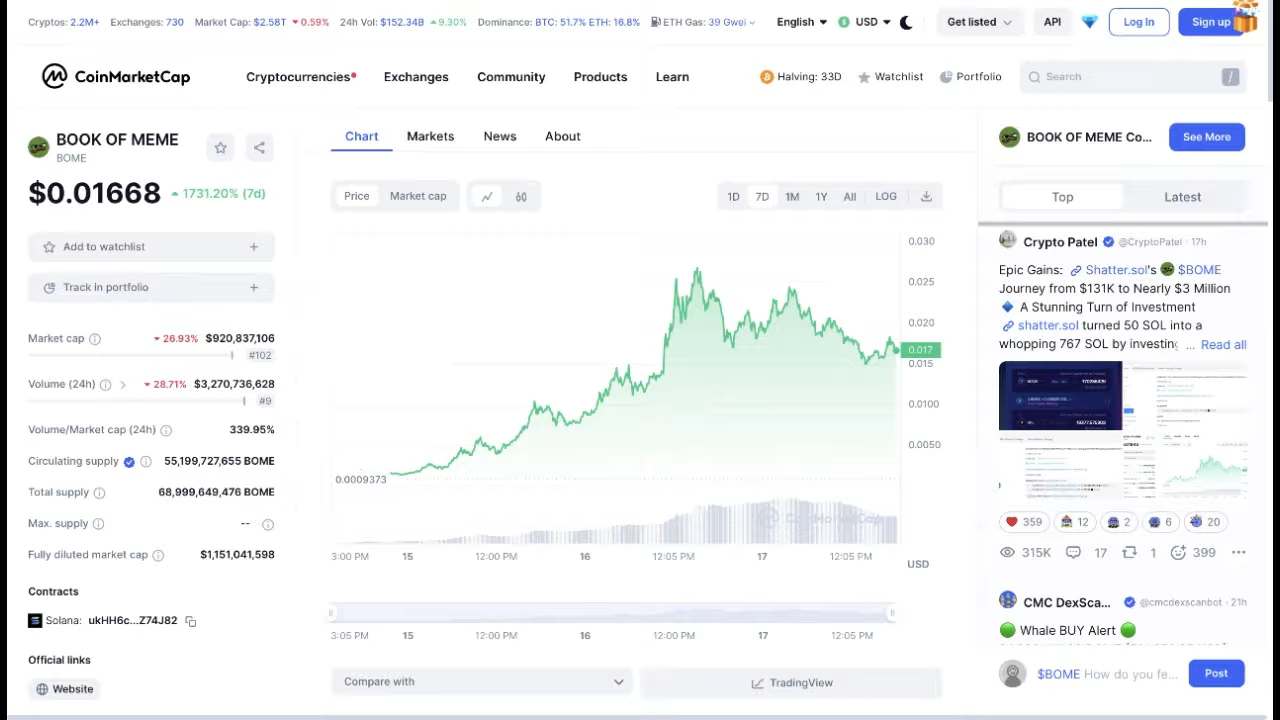 Cryptos: 2.2M+ Exchanges: 730 Market Cap: $2.58T 0.59% 24h Vol: $152.34B 9.30% Dominance: BTC: 51.7% ETH: 16.8% ETH Gas: 39 Gwei English USD Get listed API Log In Sign up
CoinMarketCap Cryptocurrencies Exchanges Community Products Learn Halving: 33D Watchlist Portfolio Search /
BOOK OF MEME
BOME
$0.01668 1731.20% (7d)
Add to watchlist +
Track in portfolio +
Market cap 26.93% $920,837,106
#102
Volume (24h) 28.71% $3,270,736,628
#9
Volume/Market cap (24h) 339.95%
Circulating supply 55,199,727,655 BOME
Total supply 68,999,649,476 BOME
Max. supply --
Fully diluted market cap $1,151,041,598
Contracts
Solana: ukHH6c...Z74J82
Official links
Website
Chart Markets News About
Price Market cap 1D 7D 1M 1Y All LOG
0.030
0.025
0.020
0.017
0.015
0.0100
0.0050
0.0009373
CoinMarketCap
3:00 PM 15 12:00 PM 16 12:05 PM 17 12:05 PM
USD
3:05 PM 15 12:00 PM 16 12:00 PM 17 12:05 PM
Compare with TradingView
BOOK OF MEME Co... See More
Top Latest
Crypto Patel @CryptoPatel · 17h
Epic Gains: Shatter.sol's $BOME
Journey from $131K to Nearly $3 Million
A Stunning Turn of Investment
shatter.sol turned 50 SOL into a
whopping 767 SOL by investing ... Read all
359 12 2 6 20
315K 17 1 399
CMC DexSca... @cmcdexscanbot · 21h
Whale BUY Alert
$BOME How do you fe... Post